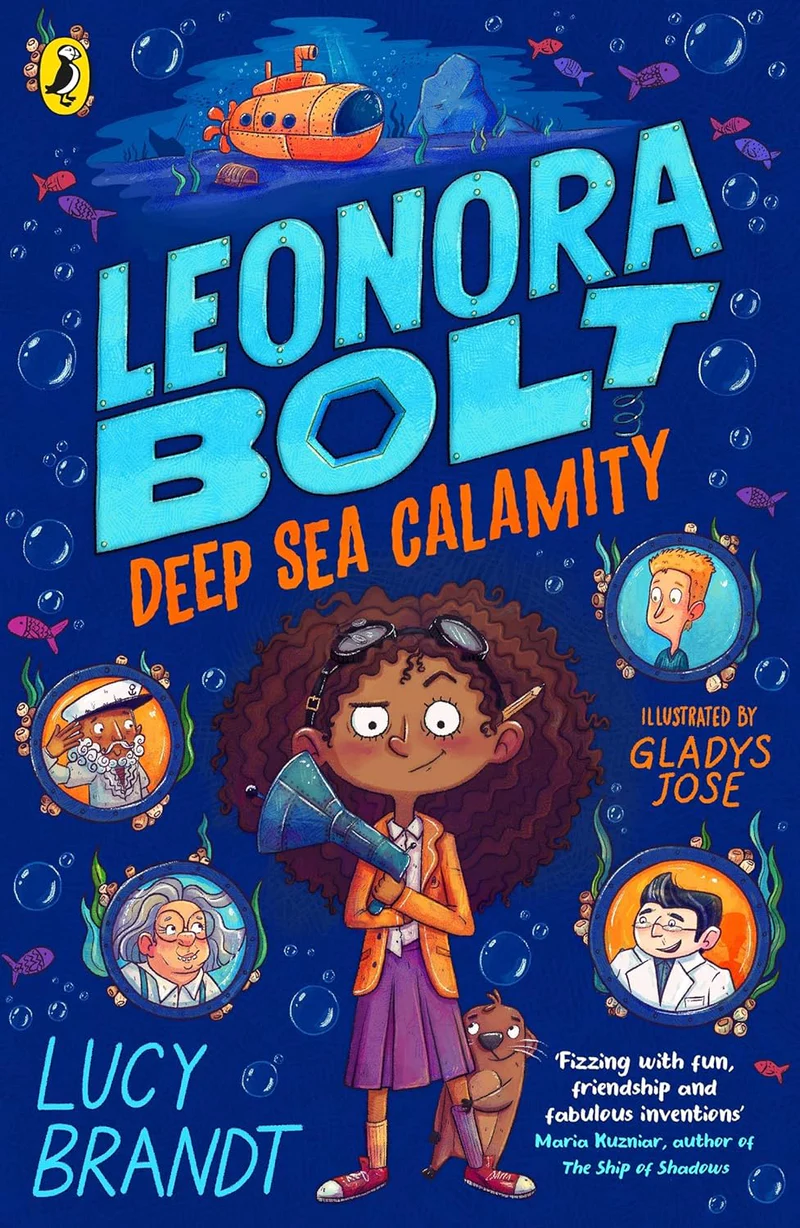 LEONORA
BOLT
DEEP SEA CALAMITY
ILLUSTRATED BY
GLADYS
JOSE
LUCY
BRANDT
‘Fizzing with fun,
friendship and
fabulous inventions’
Maria Kuzniar, author of
The Ship of Shadows